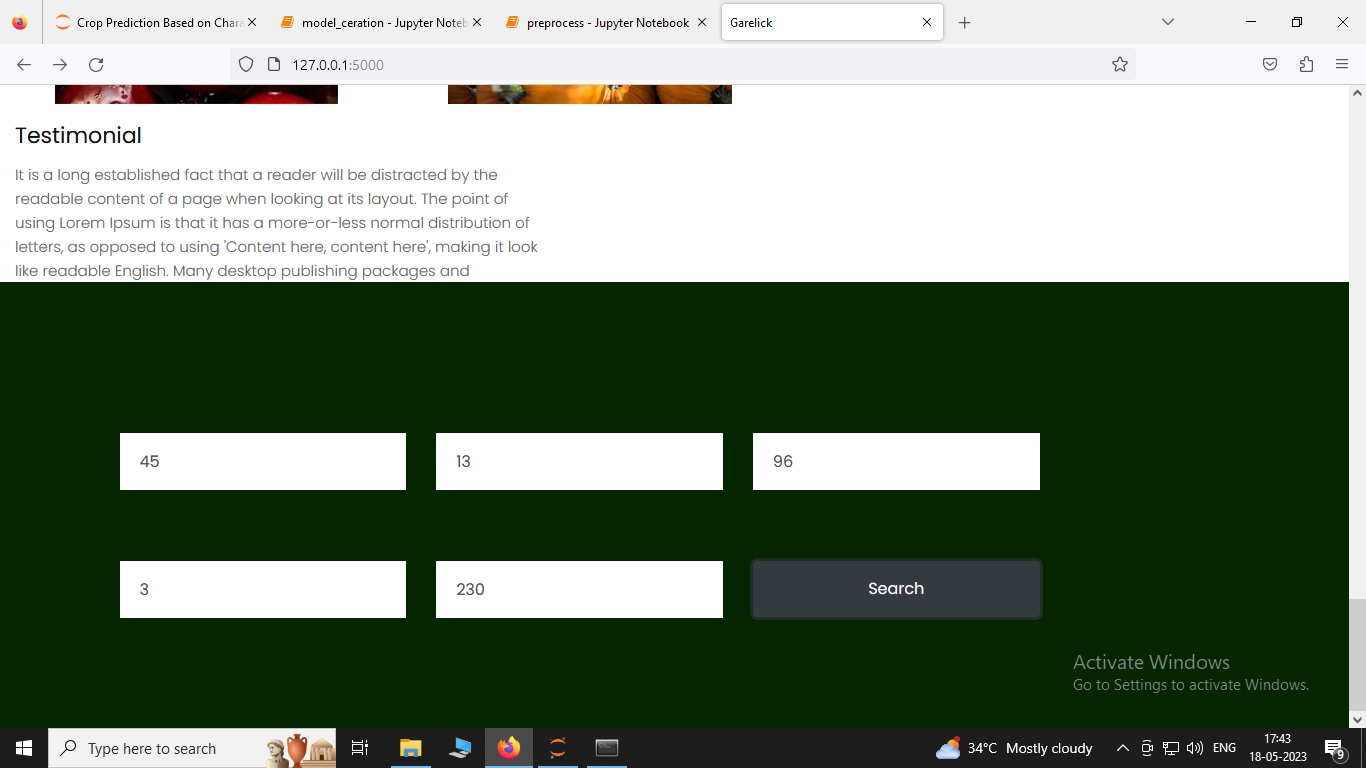 Crop Prediction Based on Chara
model_ceration - Jupyter Noteb
preprocess - Jupyter Notebook
Garelick
127.0.0.1:5000
Testimonial
It is a long established fact that a reader will be distracted by the
readable content of a page when looking at its layout. The point of
using Lorem Ipsum is that it has a more-or-less normal distribution of
letters, as opposed to using 'Content here, content here', making it look
like readable English. Many desktop publishing packages and
45
13
96
3
230
Search
Activate Windows
Go to Settings to activate Windows.
Type here to search
34°C Mostly cloudy
ENG
17:43
18-05-2023
9